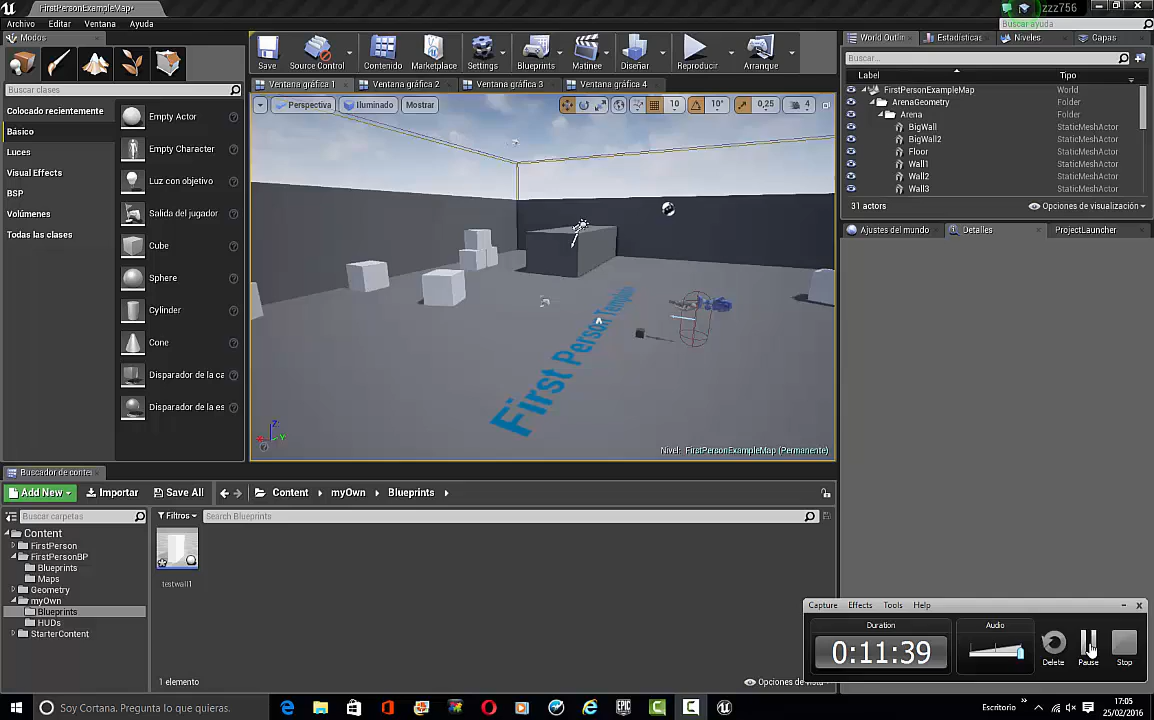 FirstPersonExampleMap*
zzz756
Archivo Editar Ventana Ayuda
Buscar ayuda
Modos
Buscar clases
Colocado recientemente
Básico
Luces
Visual Effects
BSP
Volúmenes
Todas las clases
Empty Actor
Empty Character
Luz con objetivo
Salida del jugador
Cube
Sphere
Cylinder
Cone
Disparador de la ca
Disparador de la es
Save Source Control Contenido Marketplace Settings Blueprints Matinee Diseñar Reproducir Arranque
Ventana gráfica 1 Ventana gráfica 2 Ventana gráfica 3 Ventana gráfica 4
Perspectiva Iluminado Mostrar 10 10° 0,25 4
First Person Template
Nivel: FirstPersonExampleMap (Permanente)
World Outlin Estadísticas Niveles Capas
Buscar...
Label Tipo
FirstPersonExampleMap World
ArenaGeometry Folder
Arena Folder
BigWall StaticMeshActor
BigWall2 StaticMeshActor
Floor StaticMeshActor
Wall1 StaticMeshActor
Wall2 StaticMeshActor
Wall3 StaticMeshActor
31 actors Opciones de visualización
Ajustes del mundo Detalles ProjectLauncher
Buscador de conte
Add New Importar Save All Content myOwn Blueprints
Buscar carpetas
Filtros Search Blueprints
Content
FirstPerson
FirstPersonBP
Blueprints
Maps
Geometry
myOwn
Blueprints
HUDs
StarterContent
testwall1
1 elemento Opciones de vista
Capture Effects Tools Help
Duration Audio
0:11:39
Delete Pause Stop
Soy Cortana. Pregunta lo que quieras.
EPIC
Escritorio »
17:05
25/02/2016